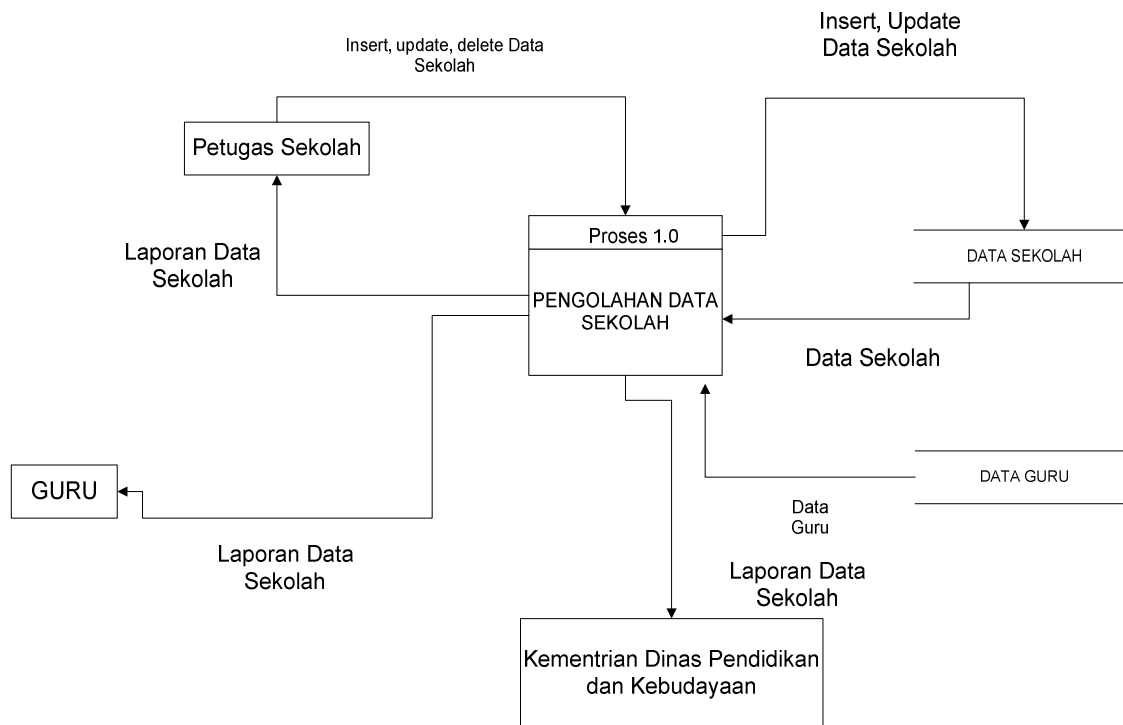 Insert, Update
Data Sekolah
Insert, update, delete Data
Sekolah
Petugas Sekolah
Proses 1.0
Laporan Data
Sekolah
DATA SEKOLAH
PENGOLAHAN DATA
SEKOLAH
Data Sekolah
GURU
DATA GURU
Data
Guru
Laporan Data
Sekolah
Laporan Data
Sekolah
Kementrian Dinas Pendidikan
dan Kebudayaan